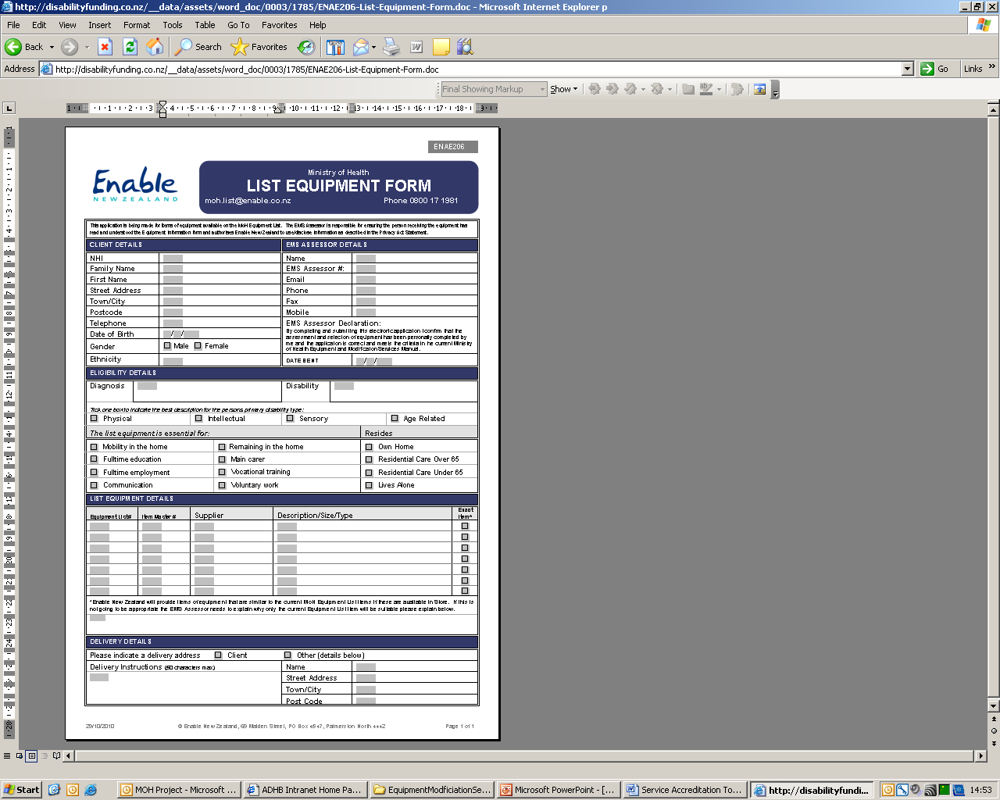 http://disabilityfunding.co.nz/__data/assets/word_doc/0003/1785/ENAE206-List-Equipment-Form.doc - Microsoft Internet Explorer p
File Edit View Insert Format Tools Table Go To Favorites Help
Back Search Favorites
Address http://disabilityfunding.co.nz/__data/assets/word_doc/0003/1785/ENAE206-List-Equipment-Form.doc Go Links »
Final Showing Markup Show
ENAE206
Enable
NEW ZEALAND
Ministry of Health
LIST EQUIPMENT FORM
moh.list@enable.co.nz Phone 0800 17 1981
This application is being made for items of equipment available on the MoH Equipment List. The EMS Assessor is responsible for ensuring the person receiving the equipment has
read and understood the Equipment Information form and authorises Enable New Zealand to use/disclose information as described in the Privacy Act Statement.
CLIENT DETAILS EMS ASSESSOR DETAILS
NHI Name
Family Name EMS Assessor #:
First Name Email
Street Address Phone
Town/City Fax
Postcode Mobile
Telephone EMS Assessor Declaration:
Date of Birth / /
By completing and submitting this electronic application I confirm that the
assessment and selection of equipment has been personally completed by
me and the application is correct and meets the criteria in the current Ministry
of Health Equipment and Modification Services Manual.
Gender Male Female
Ethnicity DATE SENT / /
ELIGIBILITY DETAILS
Diagnosis Disability
Tick one box to indicate the best description for the persons primary disability type:
Physical Intellectual Sensory Age Related
The list equipment is essential for: Resides
Mobility in the home Remaining in the home Own Home
Fulltime education Main carer Residential Care Over 65
Fulltime employment Vocational training Residential Care Under 65
Communication Voluntary work Lives Alone
LIST EQUIPMENT DETAILS
Equipment List# Item Master # Supplier Description/Size/Type Exact Item*
*Enable New Zealand will provide items of equipment that are similar to the current MoH Equipment List items if these are available in Store. If this is
not going to be appropriate the EMS Assessor needs to explain why only the current Equipment List item will be suitable please explain below.
DELIVERY DETAILS
Please indicate a delivery address Client Other (details below)
Delivery Instructions (50 characters max) Name
Street Address
Town/City
Post Code
29/10/2010 © Enable New Zealand, 69 Malden Street, PO Box 4547, Palmerston North 4442 Page 1 of 1
Start MOH Project - Microsoft ... ADHB Intranet Home Pa... EquipmentModficiationSe... Microsoft PowerPoint - [... Service Accreditation To... http://disabilityfundi... 14:53